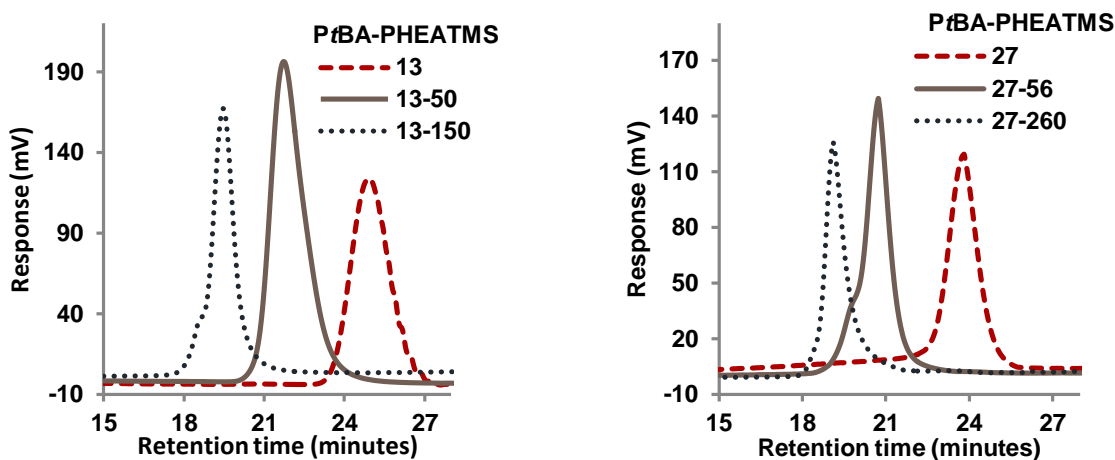 PtBA-PHEATMS
13
13-50
13-150
190
140
90
40
-10
Response (mV)
15 18 21 24 27
Retention time (minutes)
PtBA-PHEATMS
27
27-56
27-260
170
140
110
80
50
20
-10
Response (mV)
15 18 21 24 27
Retention time (minutes)